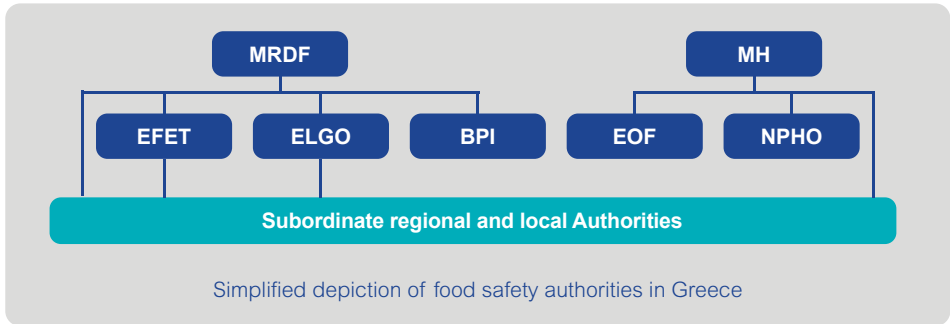 MRDF
MH
EFET
ELGO
BPI
EOF
NPHO
Subordinate regional and local Authorities
Simplified depiction of food safety authorities in Greece